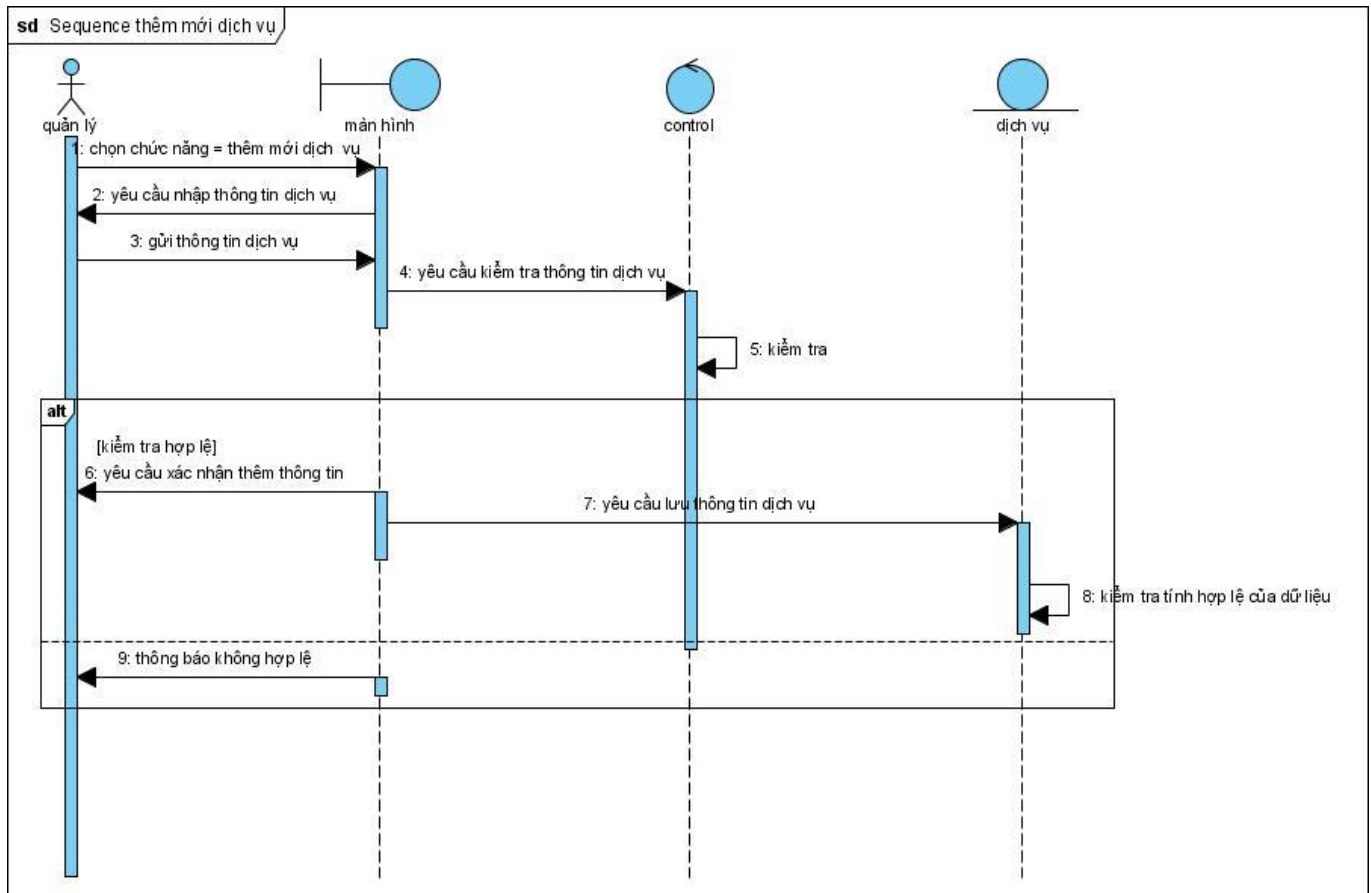 sd Sequence thêm mới dịch vụ
quản lý
màn hình
control
dịch vụ
1: chọn chức năng = thêm mới dịch vụ
2: yêu cầu nhập thông tin dịch vụ
3: gửi thông tin dịch vụ
4: yêu cầu kiểm tra thông tin dịch vụ
5: kiểm tra
alt
[kiểm tra hợp lệ]
6: yêu cầu xác nhận thêm thông tin
7: yêu cầu lưu thông tin dịch vụ
8: kiểm tra tính hợp lệ của dữ liệu
9: thông báo không hợp lệ